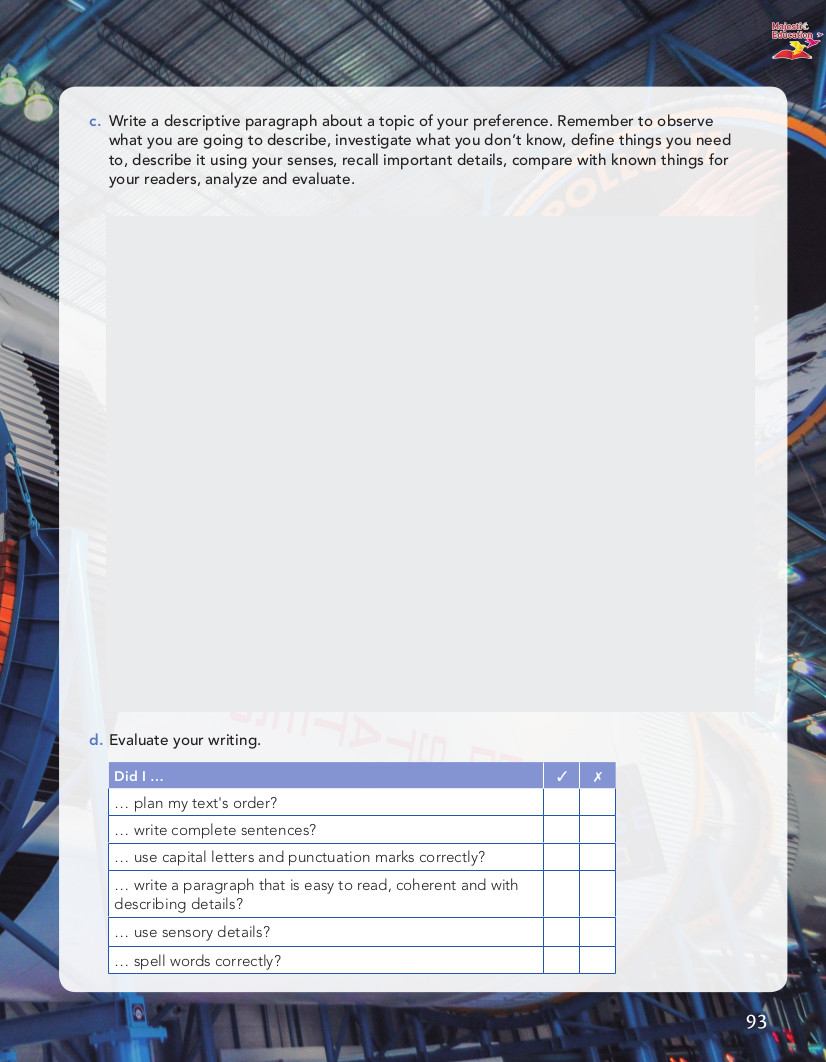 Majestic
Education
c. Write a descriptive paragraph about a topic of your preference. Remember to observe
what you are going to describe, investigate what you don't know, define things you need
to, describe it using your senses, recall important details, compare with known things for
your readers, analyze and evaluate.
d. Evaluate your writing.
Did I ... ✓ ✗
... plan my text's order?
... write complete sentences?
... use capital letters and punctuation marks correctly?
... write a paragraph that is easy to read, coherent and with
describing details?
... use sensory details?
... spell words correctly?
93